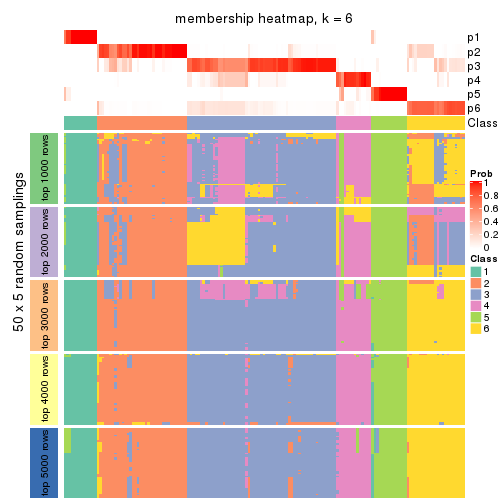 membership heatmap, k = 6
p1
p2
p3
p4
p5
p6
Class
50 x 5 random samplings
top 1000 rows
top 2000 rows
top 3000 rows
top 4000 rows
top 5000 rows
Prob
1
0.8
0.6
0.4
0.2
0
Class
1
2
3
4
5
6